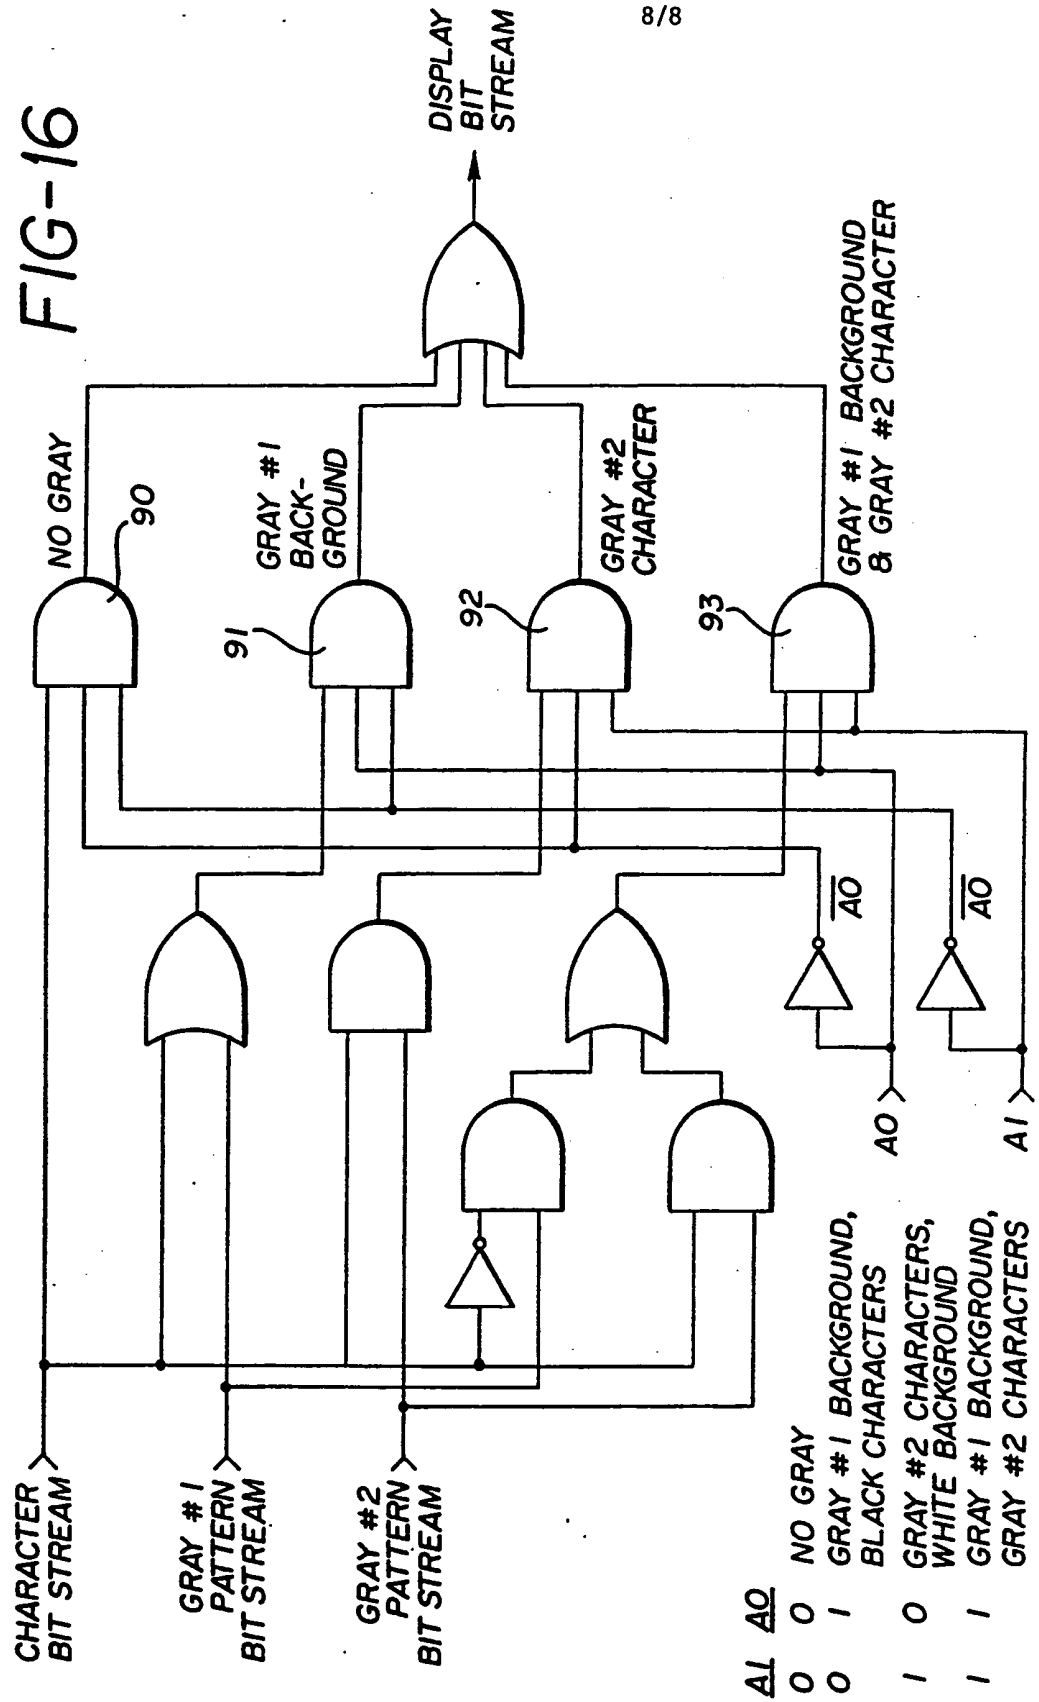 8/8
FIG-16
CHARACTER
BIT STREAM
GRAY #1
PATTERN
BIT STREAM
GRAY #2
PATTERN
BIT STREAM
NO GRAY
90
GRAY #1
BACK-
GROUND
91
GRAY #2
CHARACTER
92
GRAY #1 BACKGROUND
& GRAY #2 CHARACTER
93
DISPLAY
BIT
STREAM
A0
A̅0̅
A1
A̅0̅
A1 A0
0 0 NO GRAY
0 1 GRAY #1 BACKGROUND,
BLACK CHARACTERS
1 0 GRAY #2 CHARACTERS,
WHITE BACKGROUND
1 1 GRAY #1 BACKGROUND,
GRAY #2 CHARACTERS